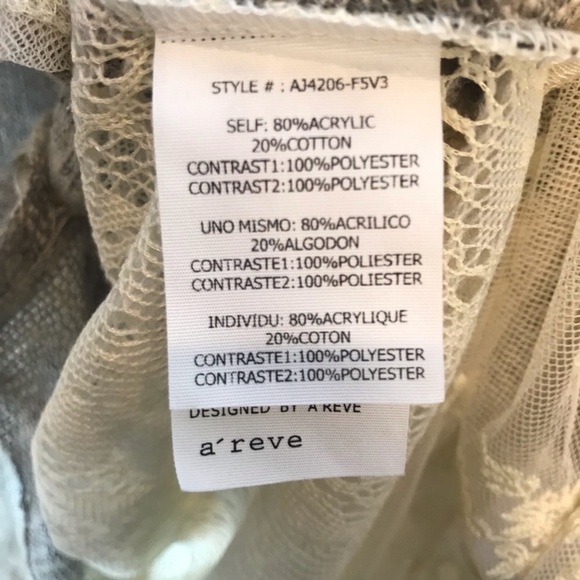 STYLE # : AJ4206-F5V3
SELF: 80%ACRYLIC
20%COTTON
CONTRAST1:100%POLYESTER
CONTRAST2:100%POLYESTER
UNO MISMO: 80%ACRILICO
20%ALGODON
CONTRASTE1:100%POLIESTER
CONTRASTE2:100%POLIESTER
INDIVIDU: 80%ACRYLIQUE
20%COTON
CONTRASTE1:100%POLYESTER
CONTRASTE2:100%POLYESTER
DESIGNED BY A'REVE
a´reve